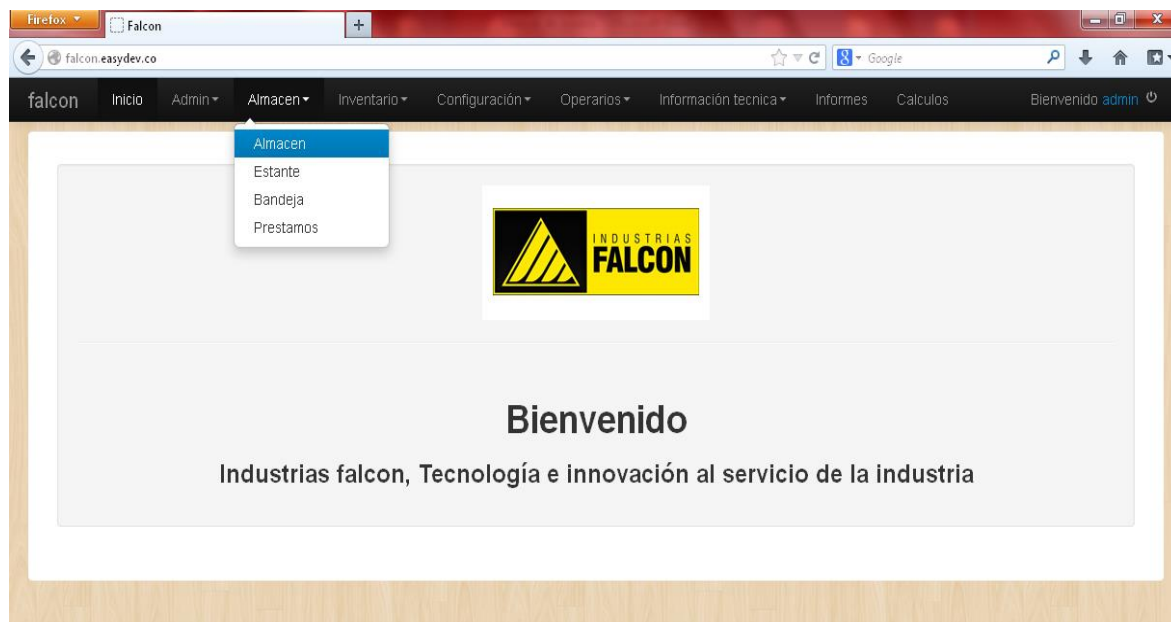 Firefox
Falcon
falcon.easydev.co
Google
falcon Inicio Admin Almacen Inventario Configuración Operarios Información tecnica Informes Calculos Bienvenido admin
Almacen
Estante
Bandeja
Prestamos
INDUSTRIAS
FALCON
Bienvenido
Industrias falcon, Tecnología e innovación al servicio de la industria